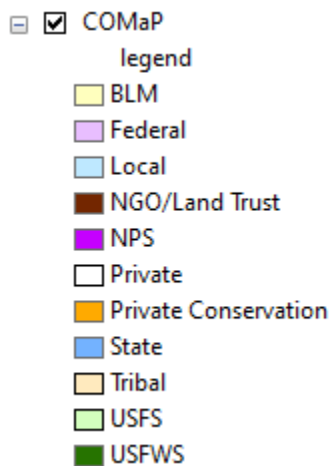 COMaP
legend
BLM
Federal
Local
NGO/Land Trust
NPS
Private
Private Conservation
State
Tribal
USFS
USFWS